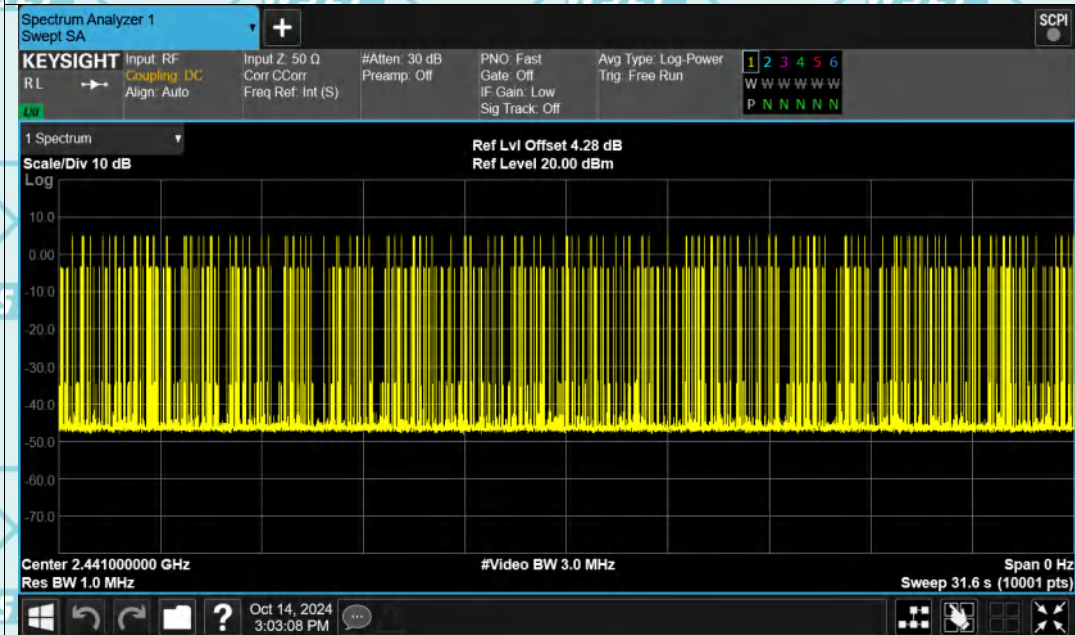 Spectrum Analyzer 1
Swept SA
+
SCPI
KEYSIGHT
R L
LXI
Input: RF
Coupling: DC
Align: Auto
Input Z: 50 Ω
Corr CCorr
Freq Ref: Int (S)
#Atten: 30 dB
Preamp: Off
PNO: Fast
Gate: Off
IF Gain: Low
Sig Track: Off
Avg Type: Log-Power
Trig: Free Run
1 2 3 4 5 6
W W W W W W
P N N N N N
1 Spectrum
Scale/Div 10 dB
Ref Lvl Offset 4.28 dB
Ref Level 20.00 dBm
Log
10.0
0.00
-10.0
-20.0
-30.0
-40.0
-50.0
-60.0
-70.0
Center 2.441000000 GHz
#Video BW 3.0 MHz
Span 0 Hz
Res BW 1.0 MHz
Sweep 31.6 s (10001 pts)
?
Oct 14, 2024
3:03:08 PM